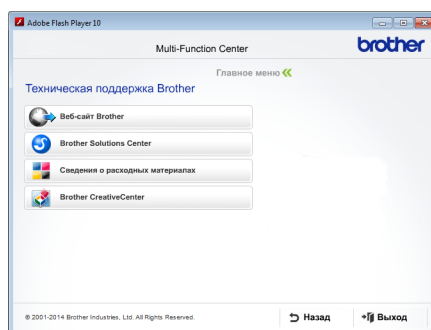 Adobe Flash Player 10
Multi-Function Center
brother
Главное меню
Техническая поддержка Brother
Веб-сайт Brother
Brother Solutions Center
Сведения о расходных материалах
Brother CreativeCenter
© 2001-2014 Brother Industries, Ltd. All Rights Reserved.
Назад
Выход